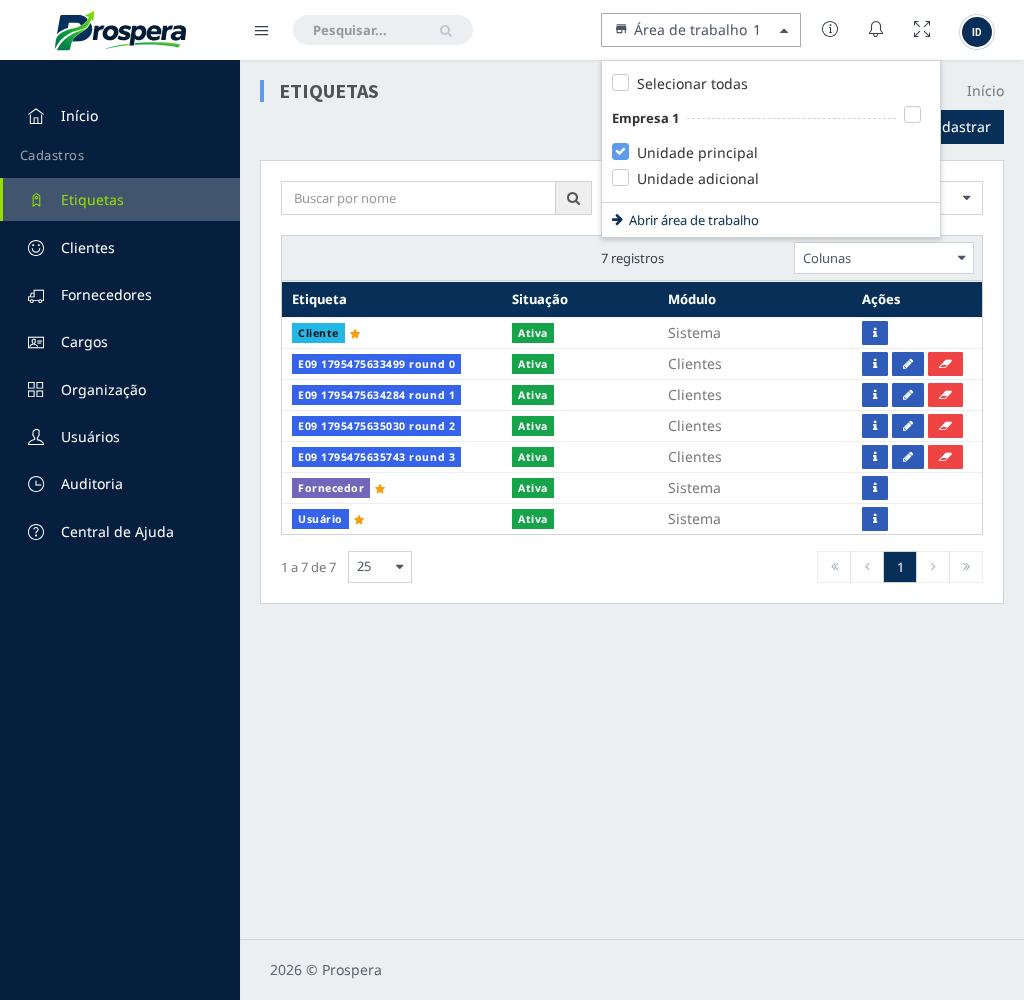 Prospera
Pesquisar...
Área de trabalho 1
ID
Início
Cadastros
Etiquetas
Clientes
Fornecedores
Cargos
Organização
Usuários
Auditoria
Central de Ajuda
ETIQUETAS
Início
dastrar
Selecionar todas
Empresa 1
Unidade principal
Unidade adicional
Abrir área de trabalho
Buscar por nome
7 registros
Colunas
Etiqueta Situação Módulo Ações
Cliente Ativa Sistema
E09 1795475633499 round 0 Ativa Clientes
E09 1795475634284 round 1 Ativa Clientes
E09 1795475635030 round 2 Ativa Clientes
E09 1795475635743 round 3 Ativa Clientes
Fornecedor Ativa Sistema
Usuário Ativa Sistema
1 a 7 de 7
25
« ‹ 1 › »
2026 © Prospera